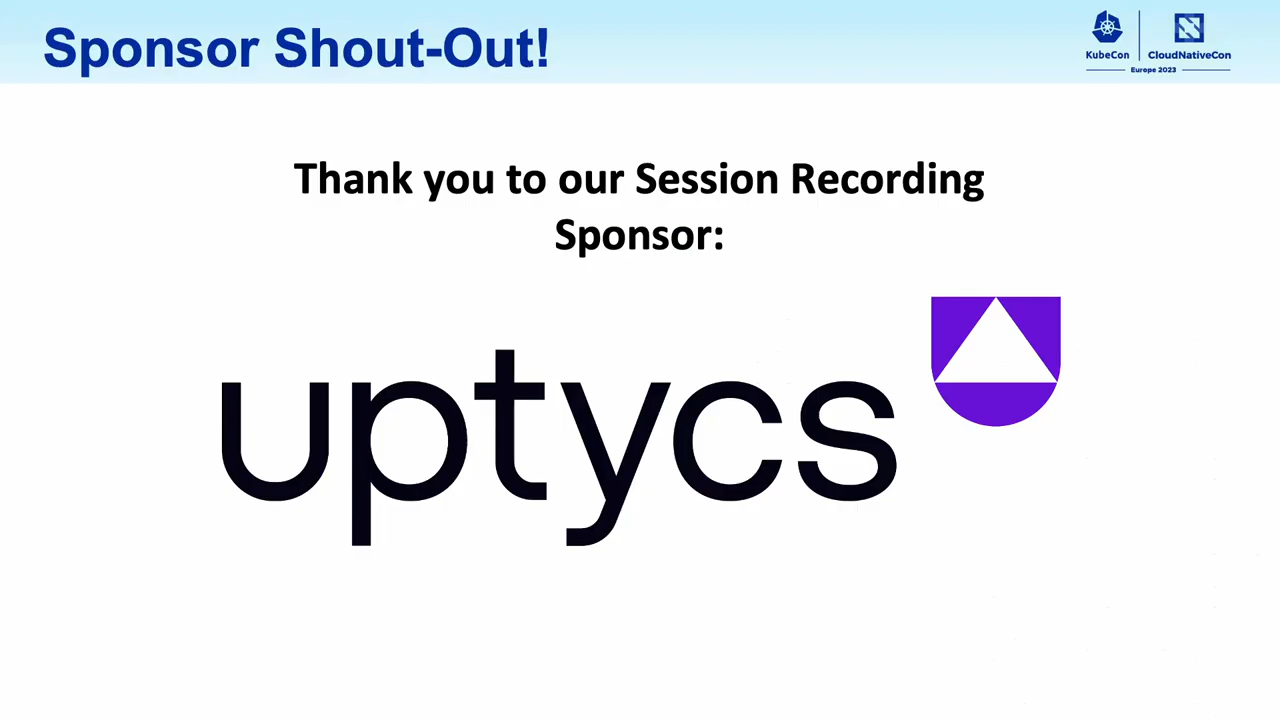 Sponsor Shout-Out!
KubeCon
CloudNativeCon
Europe 2023
Thank you to our Session Recording
Sponsor:
uptycs